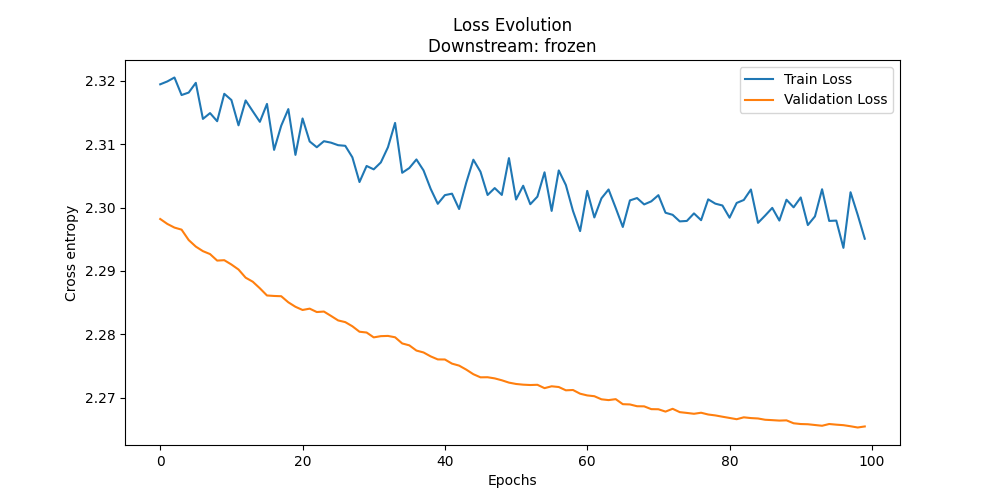 Loss Evolution
Downstream: frozen
Train Loss
Validation Loss
Cross entropy
2.32
2.31
2.30
2.29
2.28
2.27
0 20 40 60 80 100
Epochs